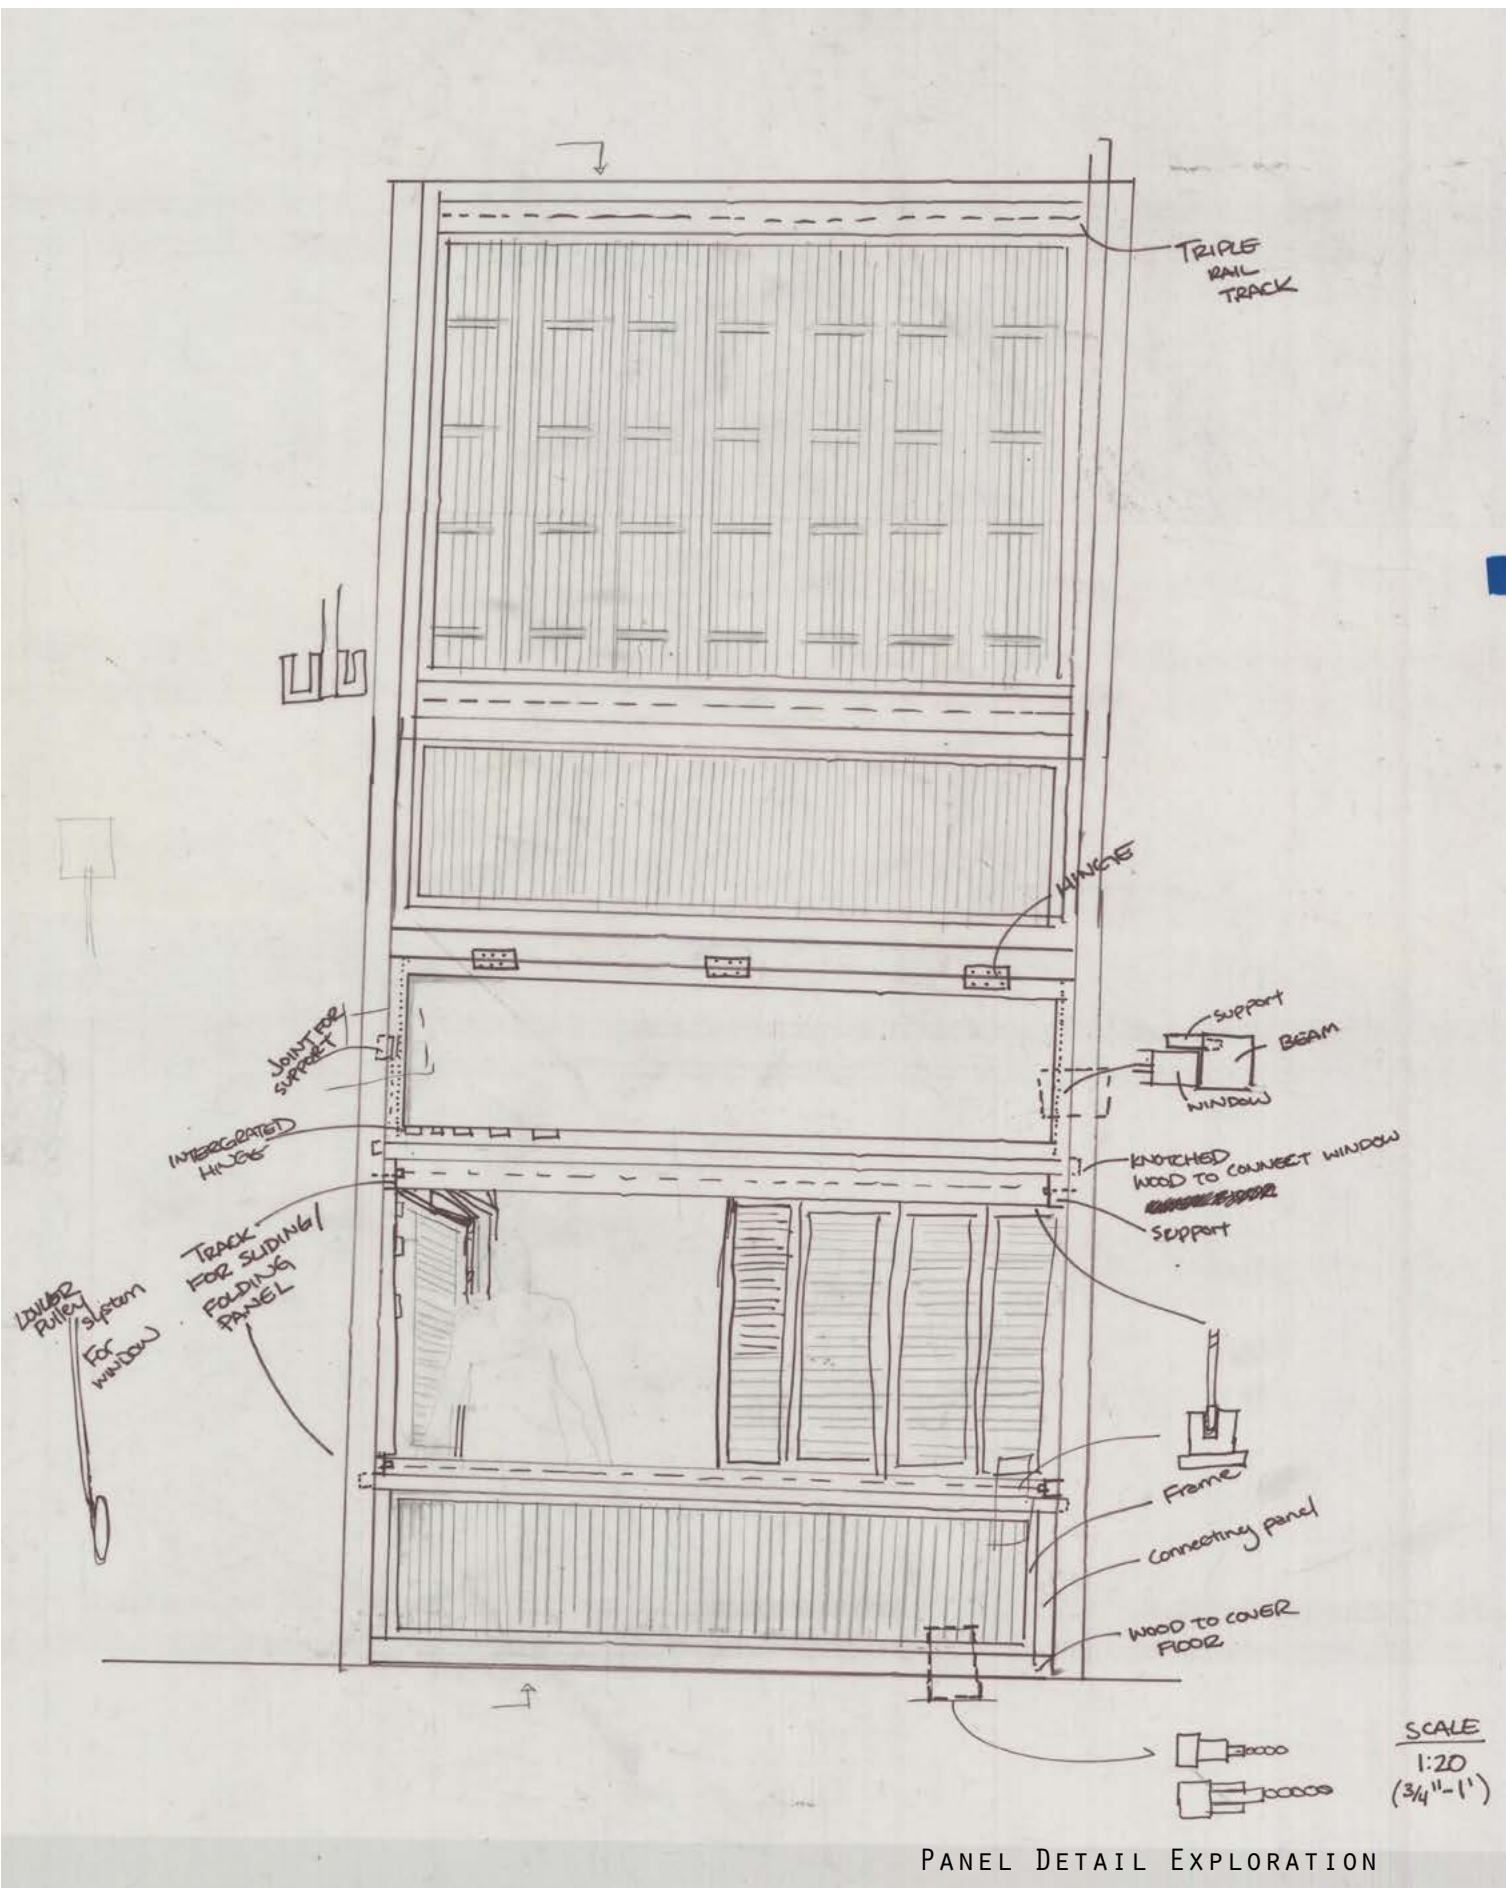 TRIPLE
RAIL
TRACK
HINGE
JOINT FOR
SUPPORT
support
BEAM
WINDOW
INTERGRATED
HINGE
KNOTCHED
WOOD TO CONNECT WINDOW
support
TRACK
FOR SLIDING/
FOLDING
PANEL
Pulley system
For
WINDOW
Frame
connecting panel
WOOD TO COVER
FLOOR
SCALE
1:20
(3/4"-1')
PANEL DETAIL EXPLORATION